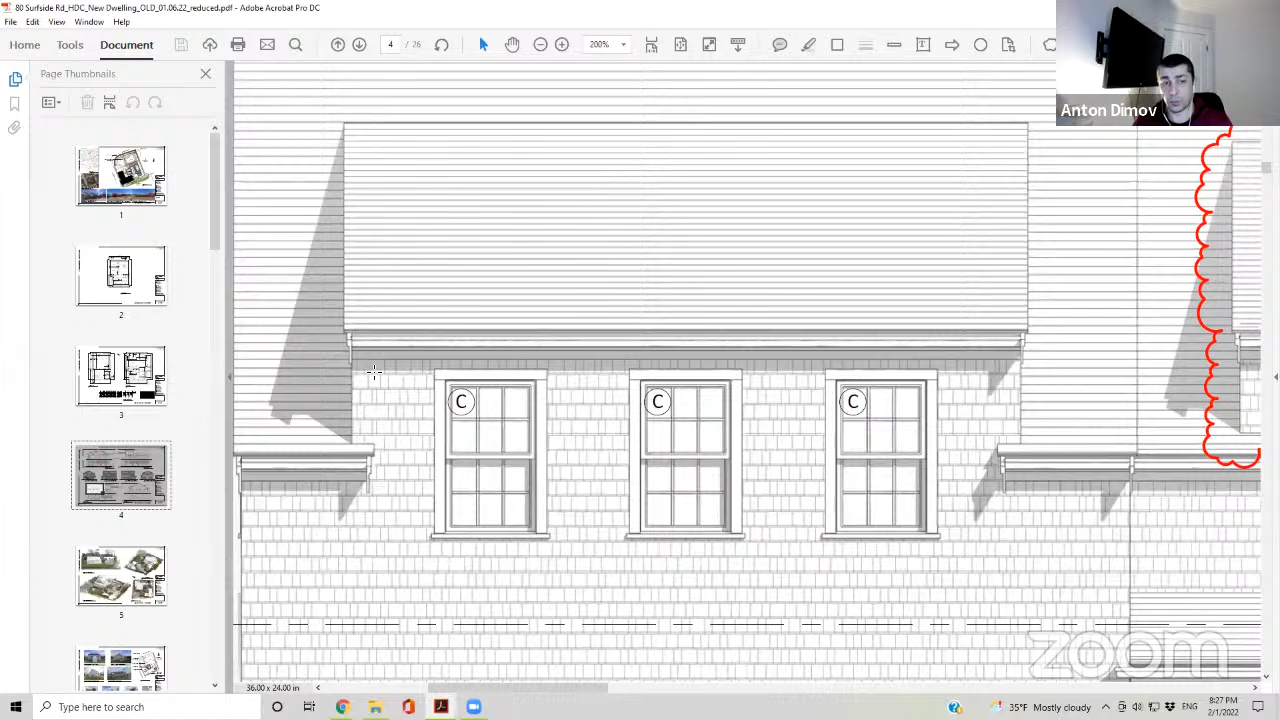 80 Surfside Rd_HDC_New Dwelling_OLD_01.06.22_reduced.pdf - Adobe Acrobat Pro DC
File Edit View Window Help
Home Tools Document 4 / 26 200%
Page Thumbnails
Anton Dimov
1
2
3
4
5
C C C
zoom
36.00 x 24.00 in
Type here to search
35°F Mostly cloudy ENG 8:27 PM 2/1/2022